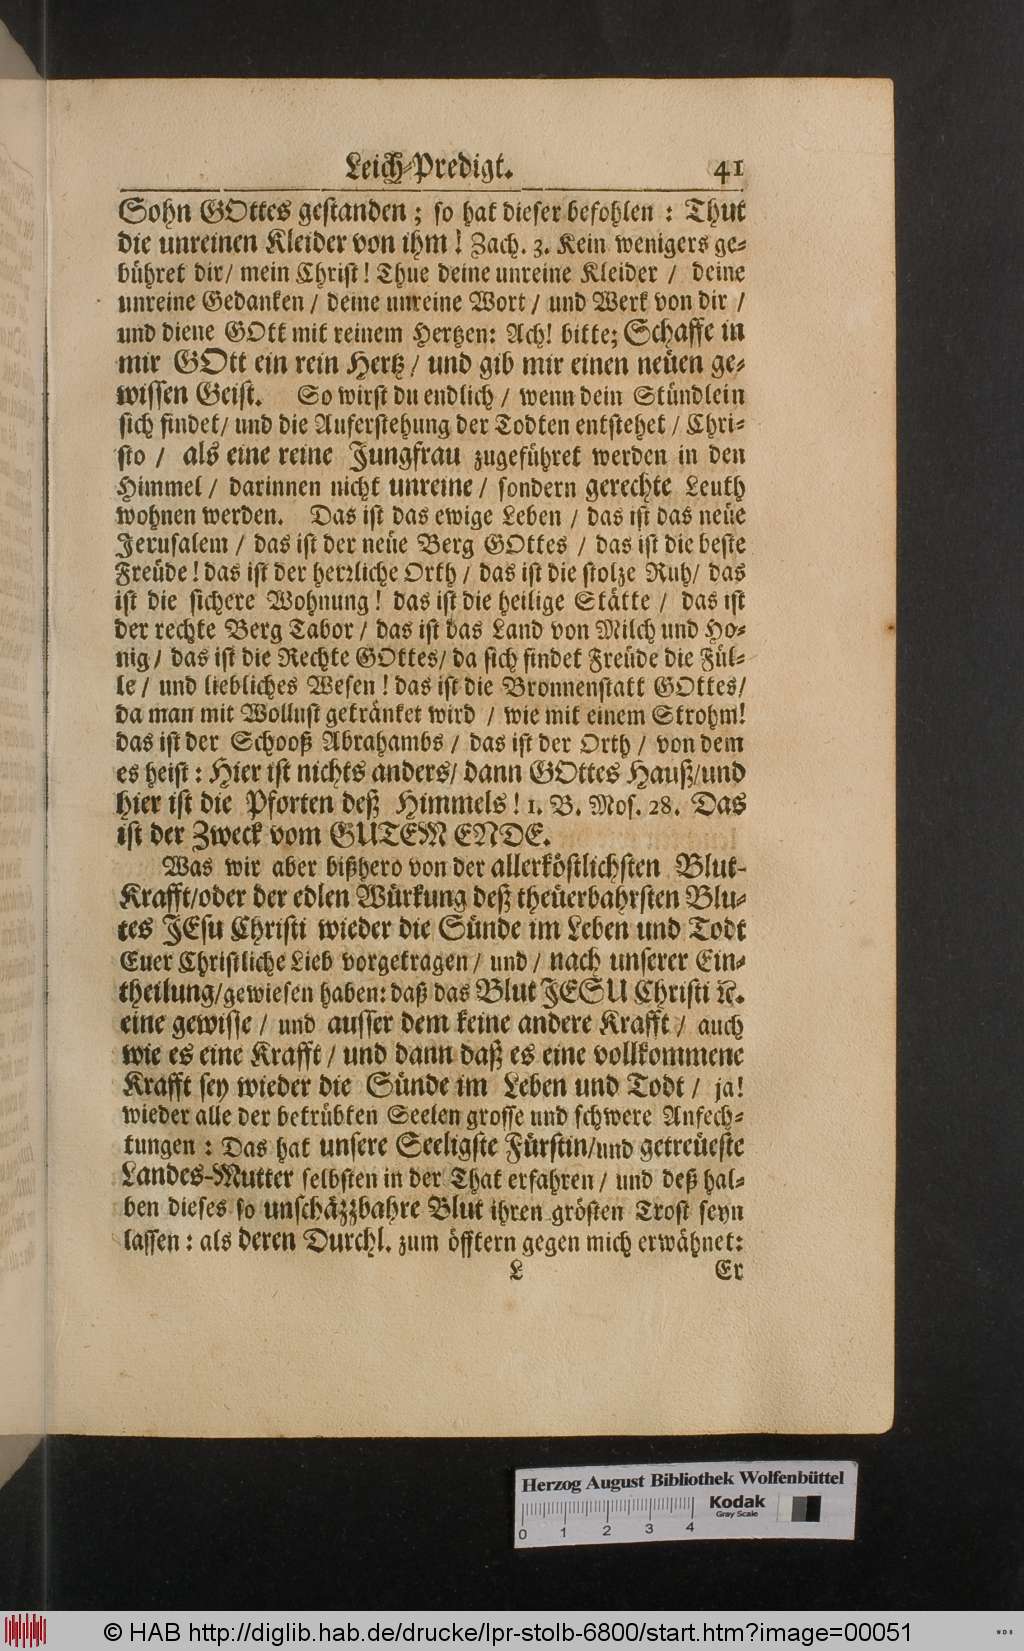 Leich-Predigt. 41
Sohn GOttes gestanden; so hat dieser befohlen: Thut
die unreinen Kleider von ihm! Zach. 3. Kein wenigers ge-
bühret dir/ mein Christ! Thue deine unreine Kleider / deine
unreine Gedanken / deine unreine Wort / und Werk von dir /
und diene GOtt mit reinem Hertzen: Ach! bitte; Schaffe in
mir GOtt ein rein Hertz / und gib mir einen neüen ge-
wissen Geist. So wirst du endlich / wenn dein Stündlein
sich findet/ und die Auferstehung der Todten entstehet / Chri-
sto / als eine reine Jungfrau zugeführet werden in den
Himmel / darinnen nicht unreine / sondern gerechte Leuth
wohnen werden. Das ist das ewige Leben / das ist das neüe
Jerusalem / das ist der neüe Berg GOttes / das ist die beste
Freüde! das ist der herrliche Orth / das ist die stolze Ruh/ das
ist die sichere Wohnung! das ist die heilige Stätte / das ist
der rechte Berg Tabor / das ist das Land von Milch und Ho-
nig / das ist die Rechte GOttes/ da sich findet Freüde die Fül-
le / und liebliches Wesen! das ist die Bronnenstatt GOttes/
da man mit Wollust getränket wird / wie mit einem Strohm!
das ist der Schooß Abrahambs / das ist der Orth / von dem
es heist: Hier ist nichts anders/ dann GOttes Hauß/und
hier ist die Pforten deß Himmels! 1. B. Mos. 28. Das
ist der Zweck vom GUTEM ENDE.
Was wir aber bißhero von der allerköstlichsten Blut-
Krafft/oder der edlen Würkung deß theüerbahrsten Blu-
tes JEsu Christi wieder die Sünde im Leben und Todt
Euer Christliche Lieb vorgetragen / und / nach unserer Ein-
theilung/gewiesen haben: daß das Blut JESU Christi ꝛc.
eine gewisse / und ausser dem keine andere Krafft / auch
wie es eine Krafft / und dann daß es eine vollkommene
Krafft sey wieder die Sünde im Leben und Todt / ja!
wieder alle der betrübten Seelen grosse und schwere Anfech-
tungen: Das hat unsere Seeligste Fürstin/und getreüeste
Landes-Mutter selbsten in der That erfahren / und deß hal-
ben dieses so unschäzzbahre Blut ihren grösten Trost seyn
lassen: als deren Durchl. zum öfftern gegen mich erwähnet:
L Er
Herzog August Bibliothek Wolfenbüttel
Kodak
Gray Scale
0 1 2 3 4
© HAB http://diglib.hab.de/drucke/lpr-stolb-6800/start.htm?image=00051